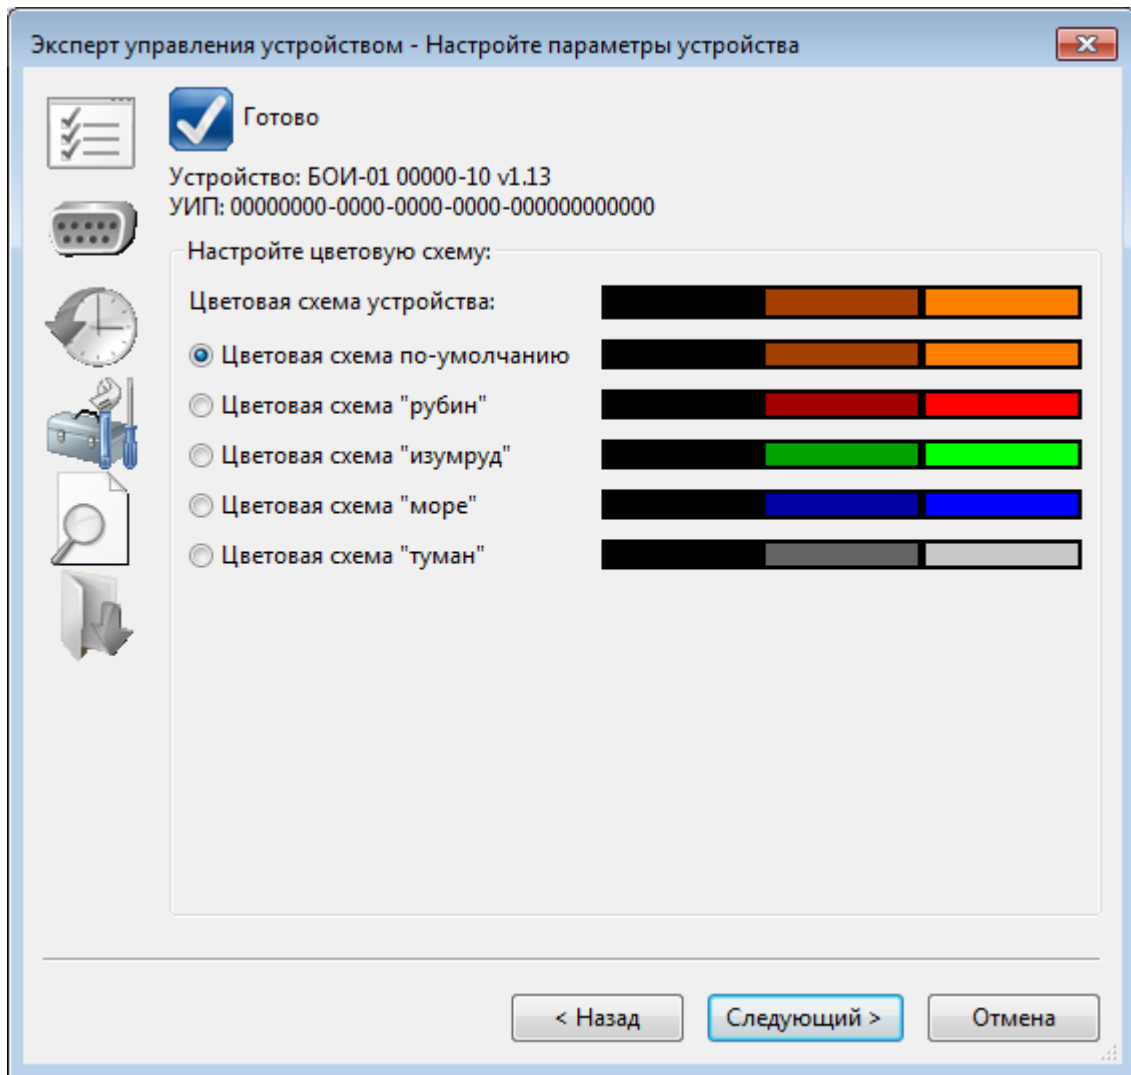 Эксперт управления устройством - Настройте параметры устройства
Готово
Устройство: БОИ-01 00000-10 v1.13
УИП: 00000000-0000-0000-0000-000000000000
Настройте цветовую схему:
Цветовая схема устройства:
Цветовая схема по-умолчанию
Цветовая схема "рубин"
Цветовая схема "изумруд"
Цветовая схема "море"
Цветовая схема "туман"
< Назад
Следующий >
Отмена